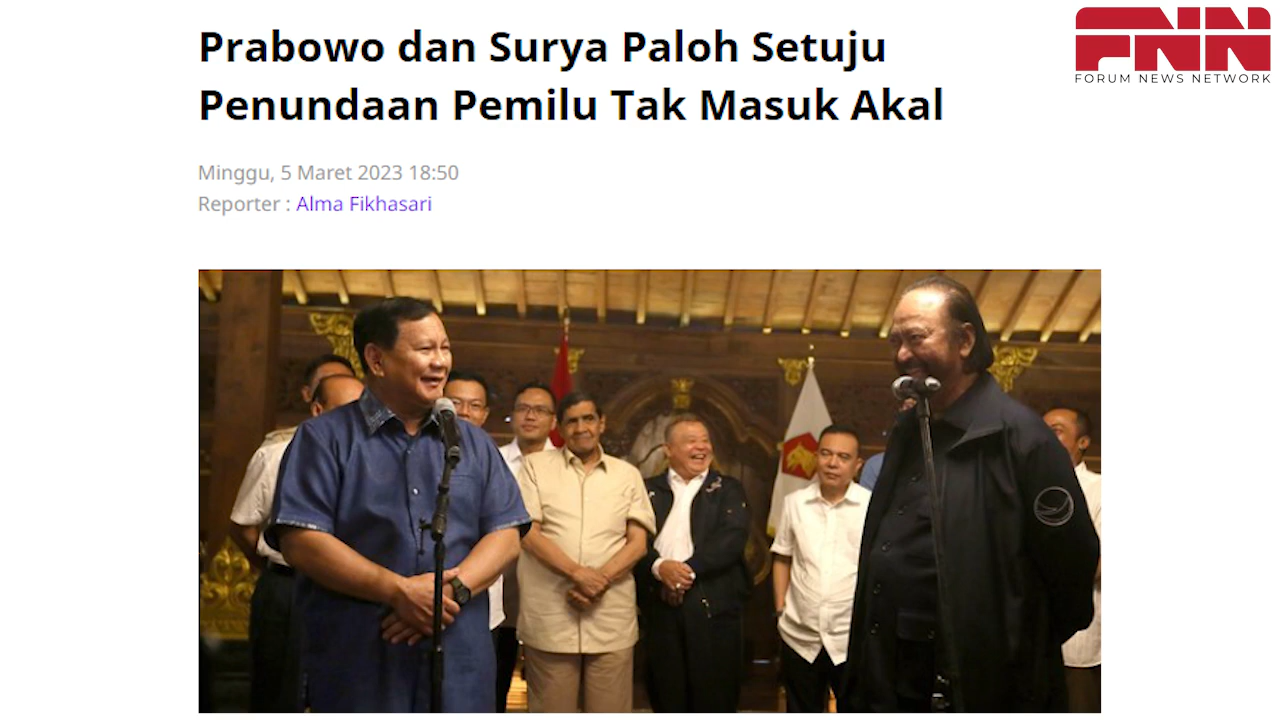 Prabowo dan Surya Paloh Setuju
Penundaan Pemilu Tak Masuk Akal
FNN
FORUM NEWS NETWORK
Minggu, 5 Maret 2023 18:50
Reporter : Alma Fikhasari